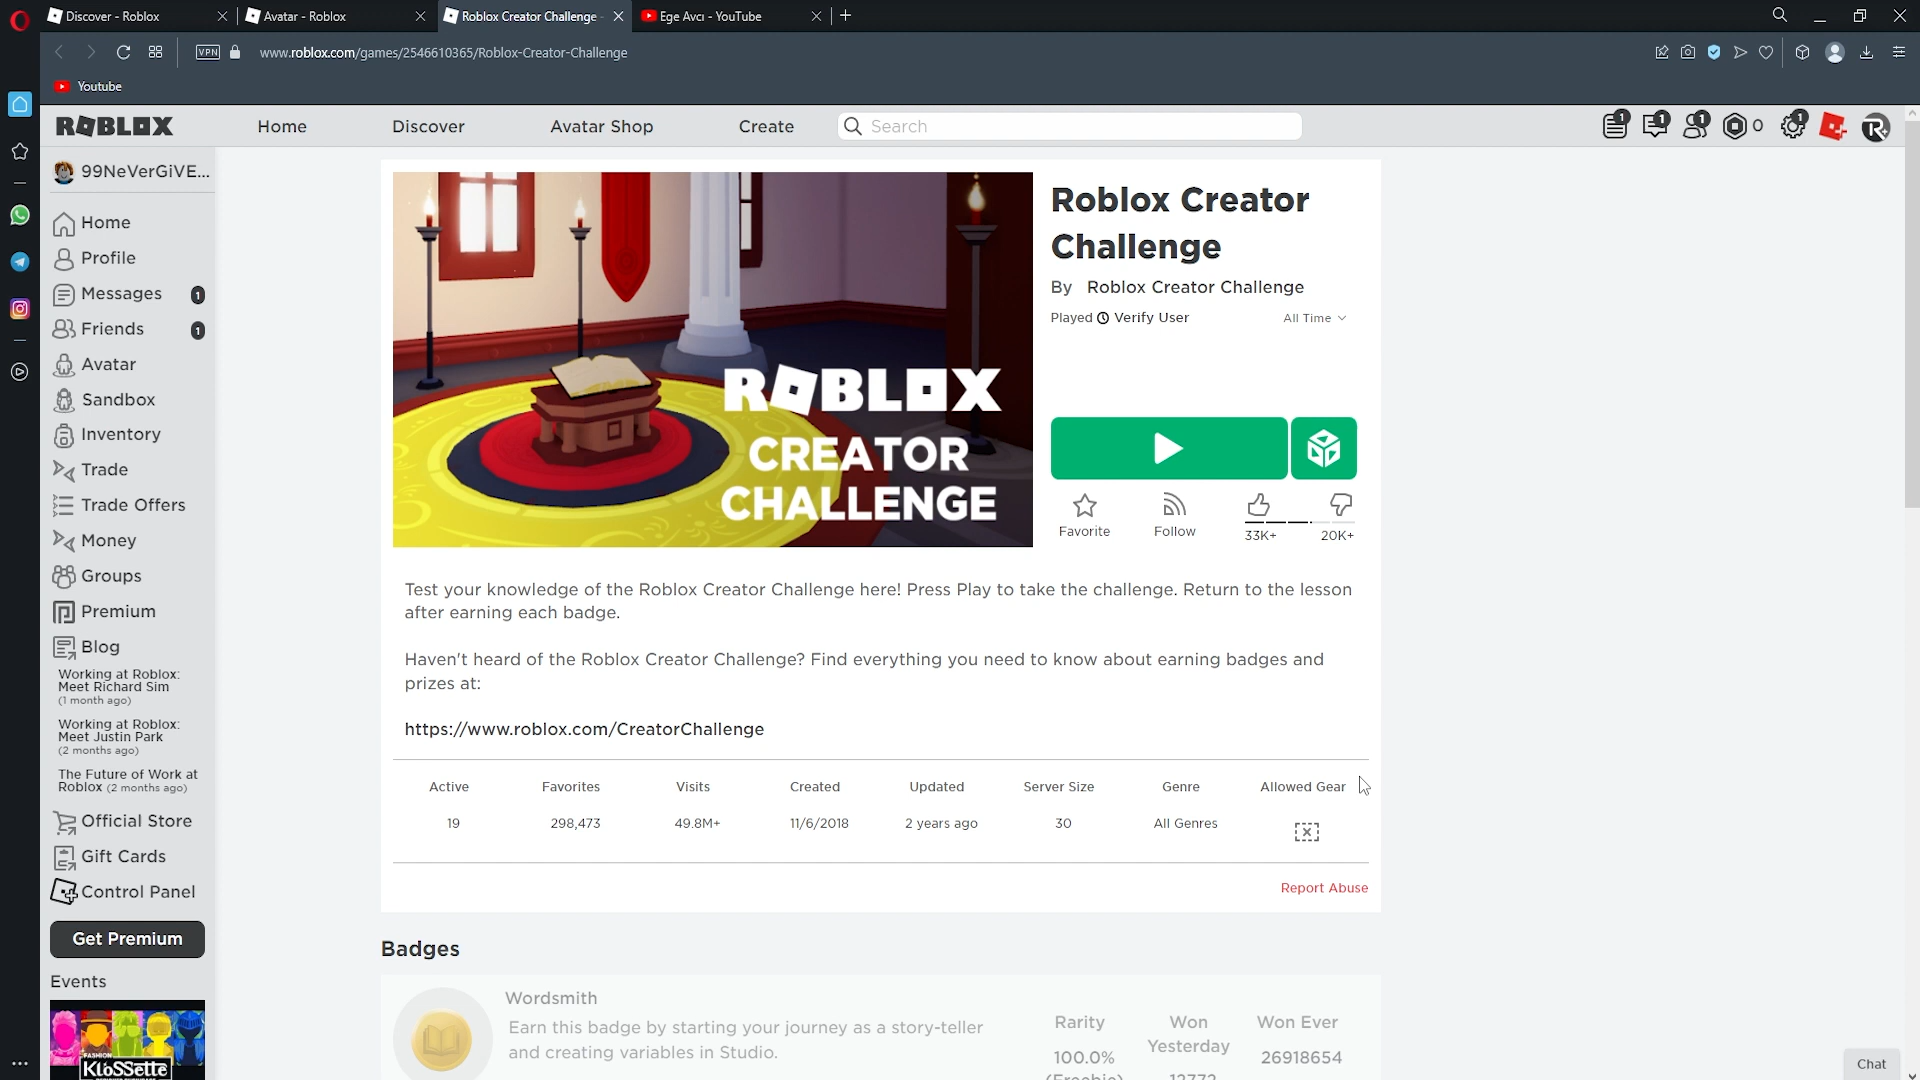 Discover - Roblox
Avatar - Roblox
Roblox Creator Challenge -
Ege Avcı - YouTube
VPN
www.roblox.com/games/2546610365/Roblox-Creator-Challenge
Youtube
ROBLOX
Home
Discover
Avatar Shop
Create
Search
1
1
1
0
1
99NeVerGiVE...
Home
Profile
Messages
1
Friends
1
Avatar
Sandbox
Inventory
Trade
Trade Offers
Money
Groups
Premium
Blog
Working at Roblox:
Meet Richard Sim
(1 month ago)
Working at Roblox:
Meet Justin Park
(2 months ago)
The Future of Work at
Roblox (2 months ago)
Official Store
Gift Cards
Control Panel
Get Premium
Events
FASHION
KLOSSette
ROBLOX
CREATOR
CHALLENGE
Roblox Creator
Challenge
By Roblox Creator Challenge
Played Verify User
All Time
Favorite
Follow
33K+
20K+
Test your knowledge of the Roblox Creator Challenge here! Press Play to take the challenge. Return to the lesson
after earning each badge.
Haven't heard of the Roblox Creator Challenge? Find everything you need to know about earning badges and
prizes at:
https://www.roblox.com/CreatorChallenge
Active Favorites Visits Created Updated Server Size Genre Allowed Gear
19 298,473 49.8M+ 11/6/2018 2 years ago 30 All Genres
Report Abuse
Badges
Wordsmith
Earn this badge by starting your journey as a story-teller
and creating variables in Studio.
Rarity
100.0%
(Freebie)
Won
Yesterday
12772
Won Ever
26918654
Chat